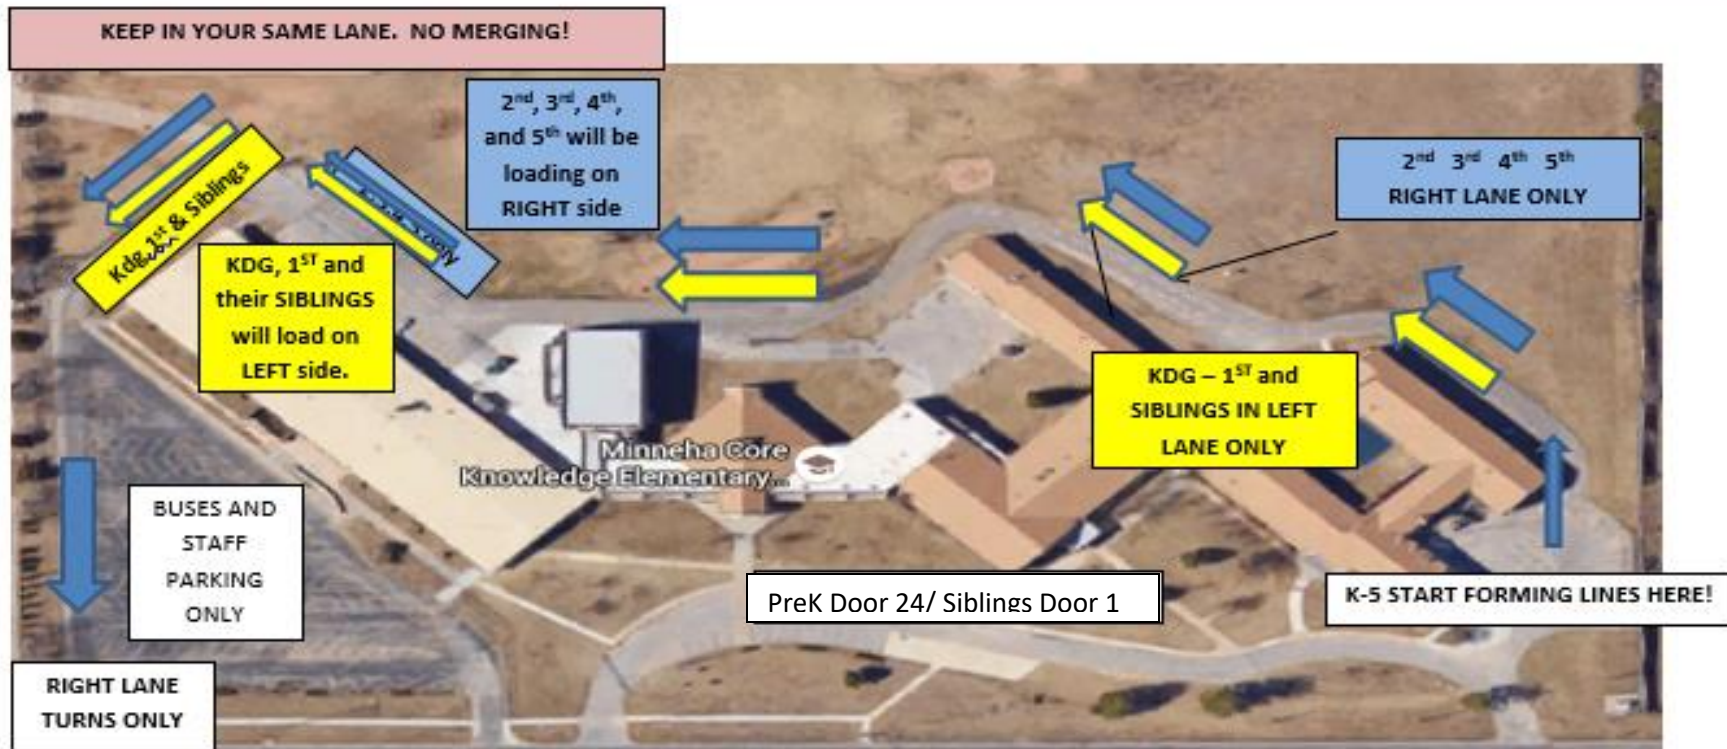 KEEP IN YOUR SAME LANE.  NO MERGING!
2nd, 3rd, 4th,
and 5th will be
loading on
RIGHT side
2nd  3rd  4th  5th
RIGHT LANE ONLY
Kdg, 1st & Siblings
only
KDG, 1ST and
their SIBLINGS
will load on
LEFT side.
KDG – 1ST and
SIBLINGS IN LEFT
LANE ONLY
Minneha Core
Knowledge Elementary...
BUSES AND
STAFF
PARKING
ONLY
PreK Door 24/ Siblings Door 1
K-5 START FORMING LINES HERE!
RIGHT LANE
TURNS ONLY